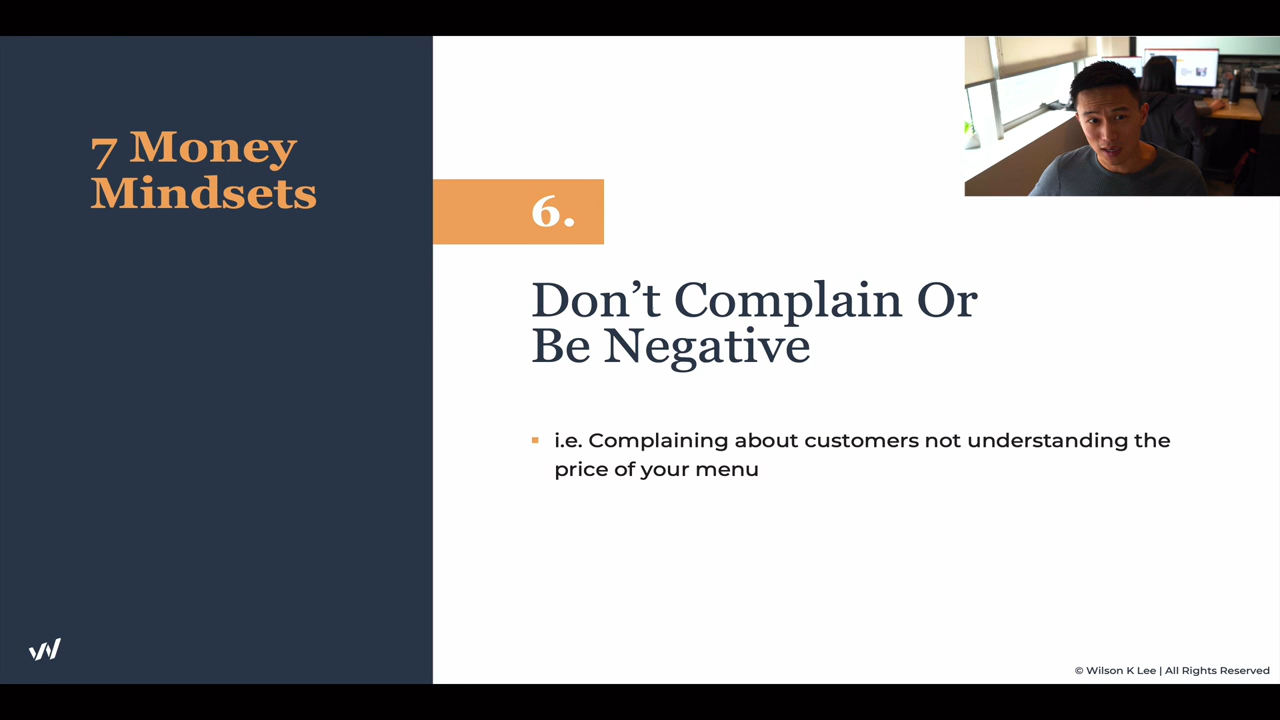 7 Money
Mindsets
6.
Don’t Complain Or
Be Negative
▪ i.e. Complaining about customers not understanding the
price of your menu
© Wilson K Lee | All Rights Reserved